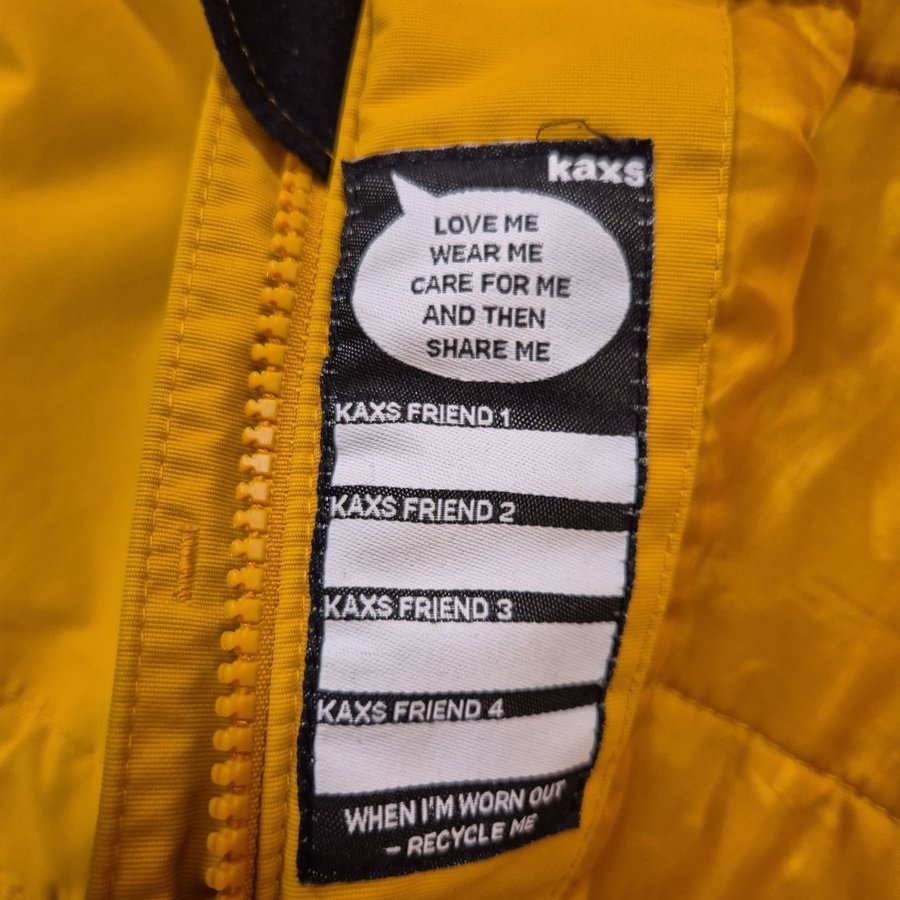 kaxs
LOVE ME
WEAR ME
CARE FOR ME
AND THEN
SHARE ME
KAXS FRIEND 1
KAXS FRIEND 2
KAXS FRIEND 3
KAXS FRIEND 4
WHEN I'M WORN OUT
– RECYCLE ME